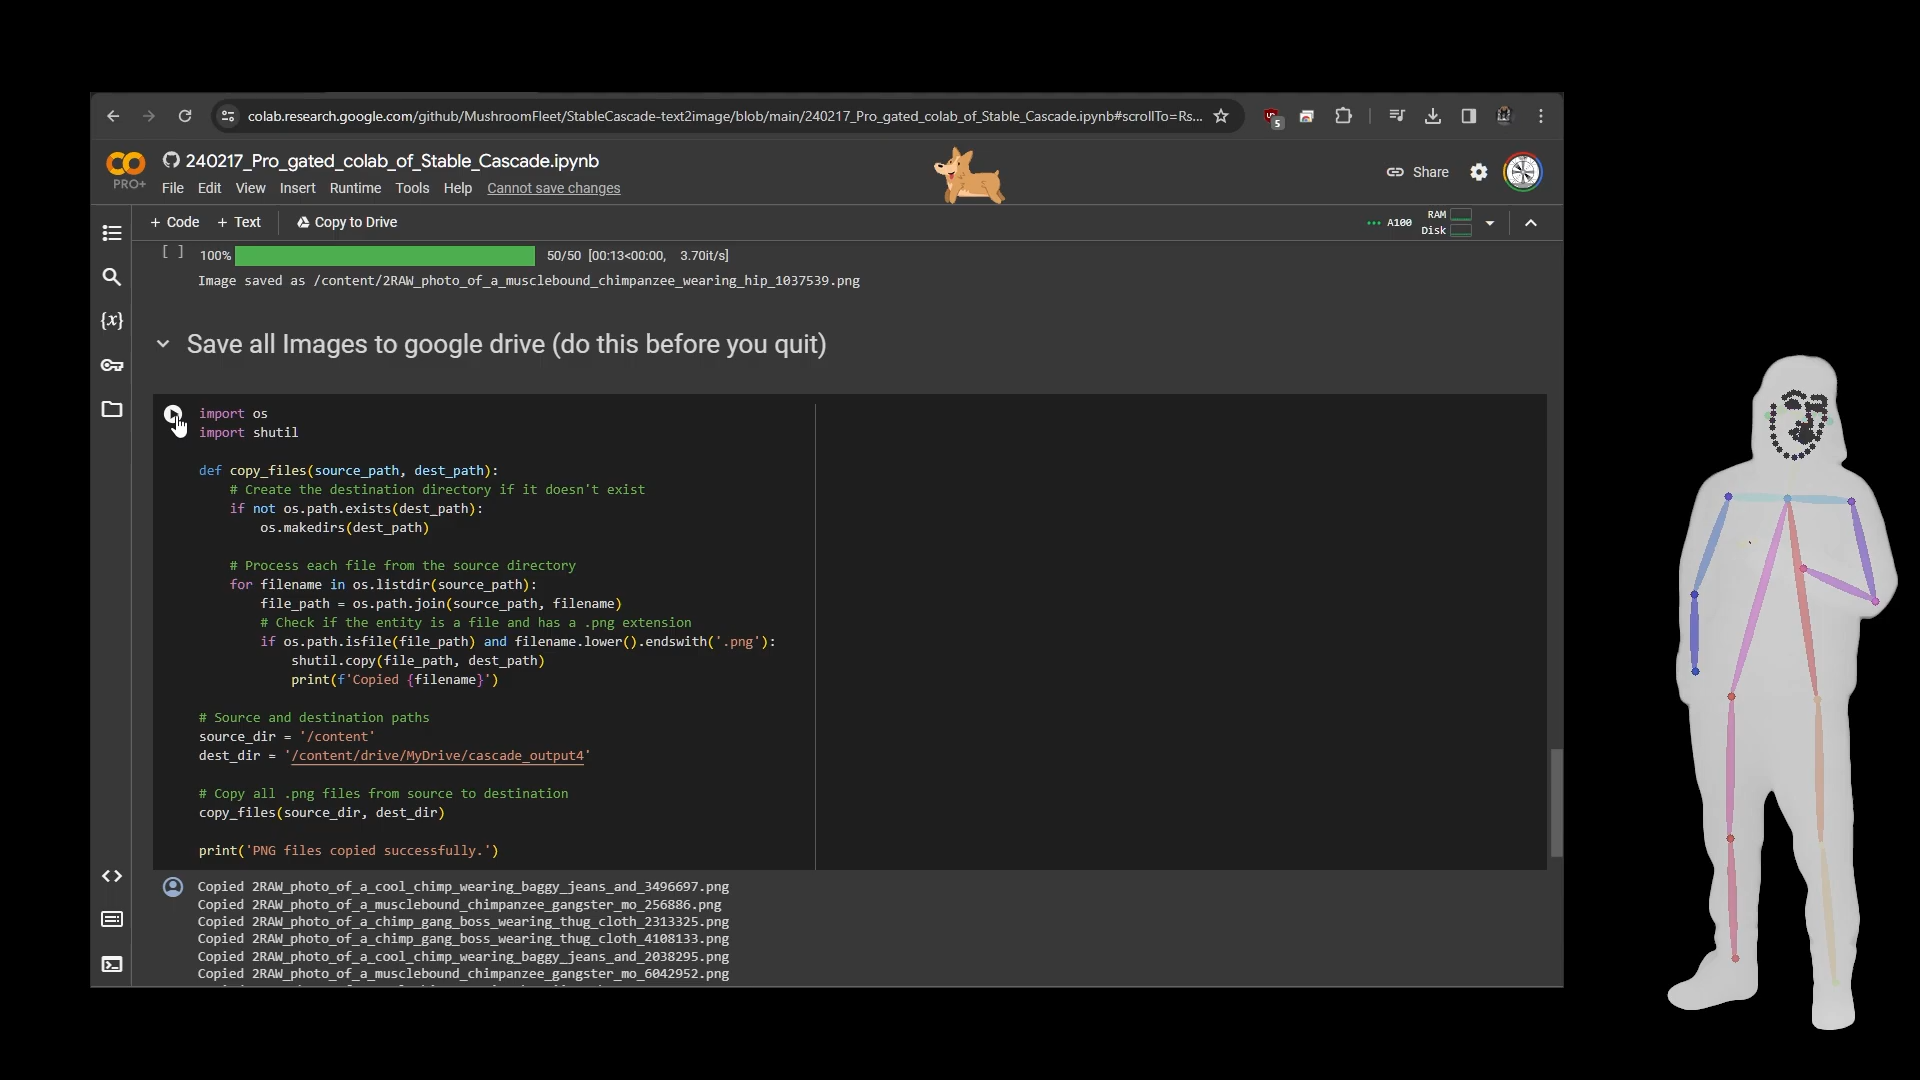 colab.research.google.com/github/MushroomFleet/StableCascade-text2image/blob/main/240217_Pro_gated_colab_of_Stable_Cascade.ipynb#scrollTo=Rs...
5
PRO+
240217_Pro_gated_colab_of_Stable_Cascade.ipynb
File Edit View Insert Runtime Tools Help Cannot save changes
Share
+ Code + Text Copy to Drive
A100 RAM
Disk
[ ] 100% 50/50 [00:13<00:00, 3.70it/s]
Image saved as /content/2RAW_photo_of_a_musclebound_chimpanzee_wearing_hip_1037539.png
{x}
Save all Images to google drive (do this before you quit)
import os
import shutil
def copy_files(source_path, dest_path):
# Create the destination directory if it doesn't exist
if not os.path.exists(dest_path):
os.makedirs(dest_path)
# Process each file from the source directory
for filename in os.listdir(source_path):
file_path = os.path.join(source_path, filename)
# Check if the entity is a file and has a .png extension
if os.path.isfile(file_path) and filename.lower().endswith('.png'):
shutil.copy(file_path, dest_path)
print(f'Copied {filename}')
# Source and destination paths
source_dir = '/content'
dest_dir = '/content/drive/MyDrive/cascade_output4'
# Copy all .png files from source to destination
copy_files(source_dir, dest_dir)
print('PNG files copied successfully.')
Copied 2RAW_photo_of_a_cool_chimp_wearing_baggy_jeans_and_3496697.png
Copied 2RAW_photo_of_a_musclebound_chimpanzee_gangster_mo_256886.png
Copied 2RAW_photo_of_a_chimp_gang_boss_wearing_thug_cloth_2313325.png
Copied 2RAW_photo_of_a_chimp_gang_boss_wearing_thug_cloth_4108133.png
Copied 2RAW_photo_of_a_cool_chimp_wearing_baggy_jeans_and_2038295.png
Copied 2RAW_photo_of_a_musclebound_chimpanzee_gangster_mo_6042952.png